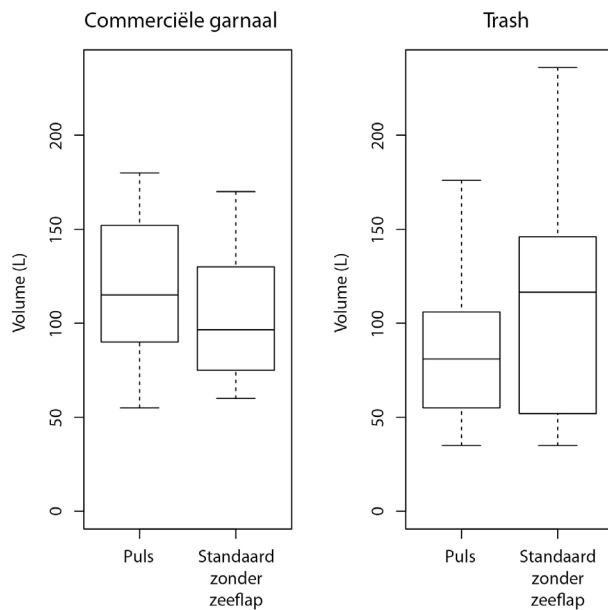 Commerciële garnaal
Volume (L)
200
150
100
50
0
Puls
Standaard
zonder
zeeflap
Trash
Volume (L)
200
150
100
50
0
Puls
Standaard
zonder
zeeflap